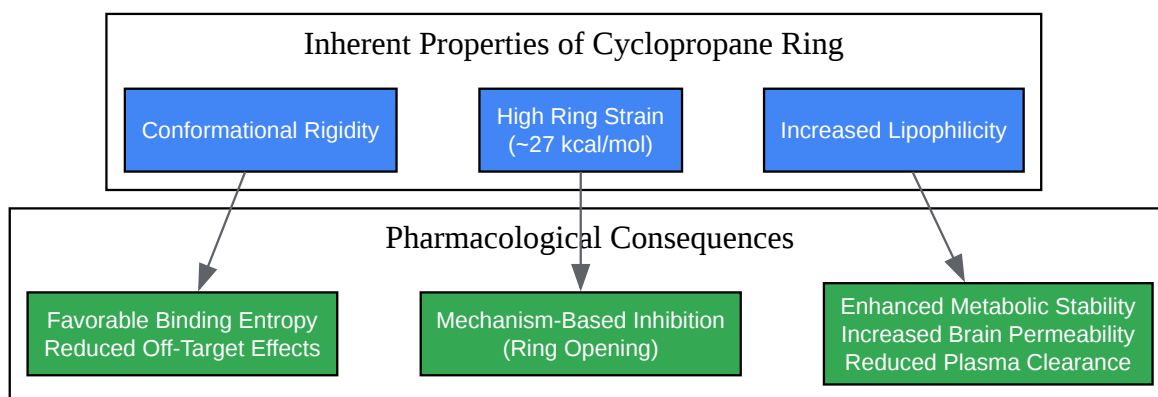 Inherent Properties of Cyclopropane Ring
Conformational Rigidity
High Ring Strain
(~27 kcal/mol)
Increased Lipophilicity
Pharmacological Consequences
Favorable Binding Entropy
Reduced Off-Target Effects
Mechanism-Based Inhibition
(Ring Opening)
Enhanced Metabolic Stability
Increased Brain Permeability
Reduced Plasma Clearance